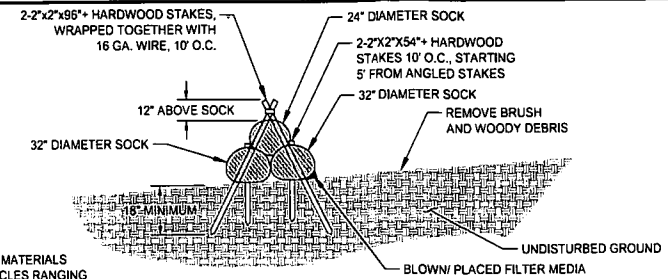 2-2"x2"x96"+ HARDWOOD STAKES,
WRAPPED TOGETHER WITH
16 GA. WIRE, 10' O.C.
24" DIAMETER SOCK
2-2"X2"X54"+ HARDWOOD
STAKES 10' O.C., STARTING
5' FROM ANGLED STAKES
12" ABOVE SOCK
32" DIAMETER SOCK
REMOVE BRUSH
AND WOODY DEBRIS
32" DIAMETER SOCK
18" MINIMUM
UNDISTURBED GROUND
MATERIALS
CLES RANGING
BLOWN/ PLACED FILTER MEDIA